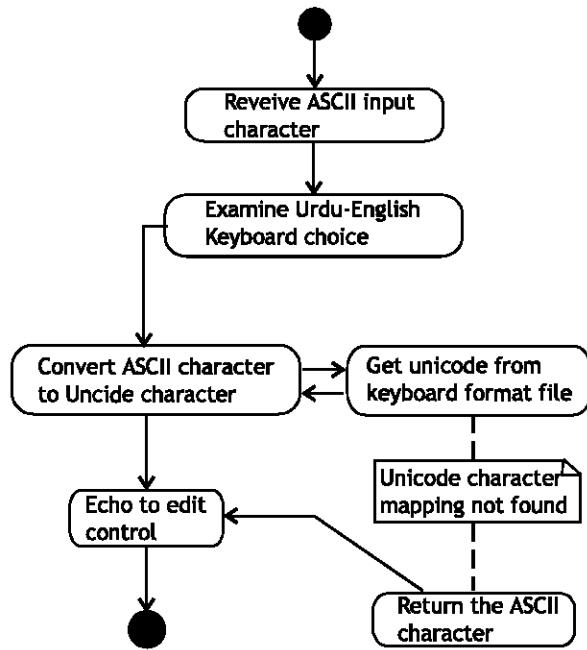 Reveive ASCII input
character
Examine Urdu-English
Keyboard choice
Convert ASCII character
to Uncide character
Get unicode from
keyboard format file
Unicode character
mapping not found
Echo to edit
control
Return the ASCII
character